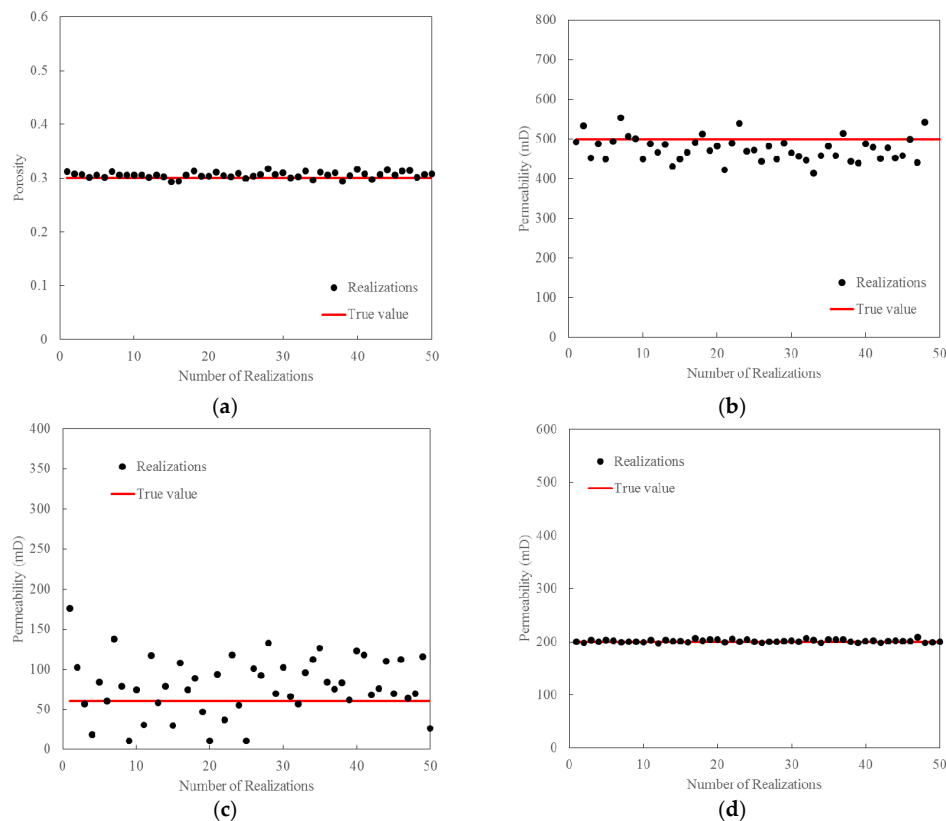 0.6
0.5
0.4
0.3
0.2
0.1
0
Porosity
Realizations
True value
0 10 20 30 40 50
Number of Realizations
(a)
800
700
600
500
400
300
200
100
0
Permeability (mD)
Realizations
True value
0 10 20 30 40 50
Number of Realizations
(b)
400
350
300
250
200
150
100
50
0
Permeability (mD)
Realizations
True value
0 10 20 30 40 50
Number of Realizations
(c)
600
500
400
300
200
100
0
Permeability (mD)
Realizations
True value
0 10 20 30 40 50
Number of Realizations
(d)